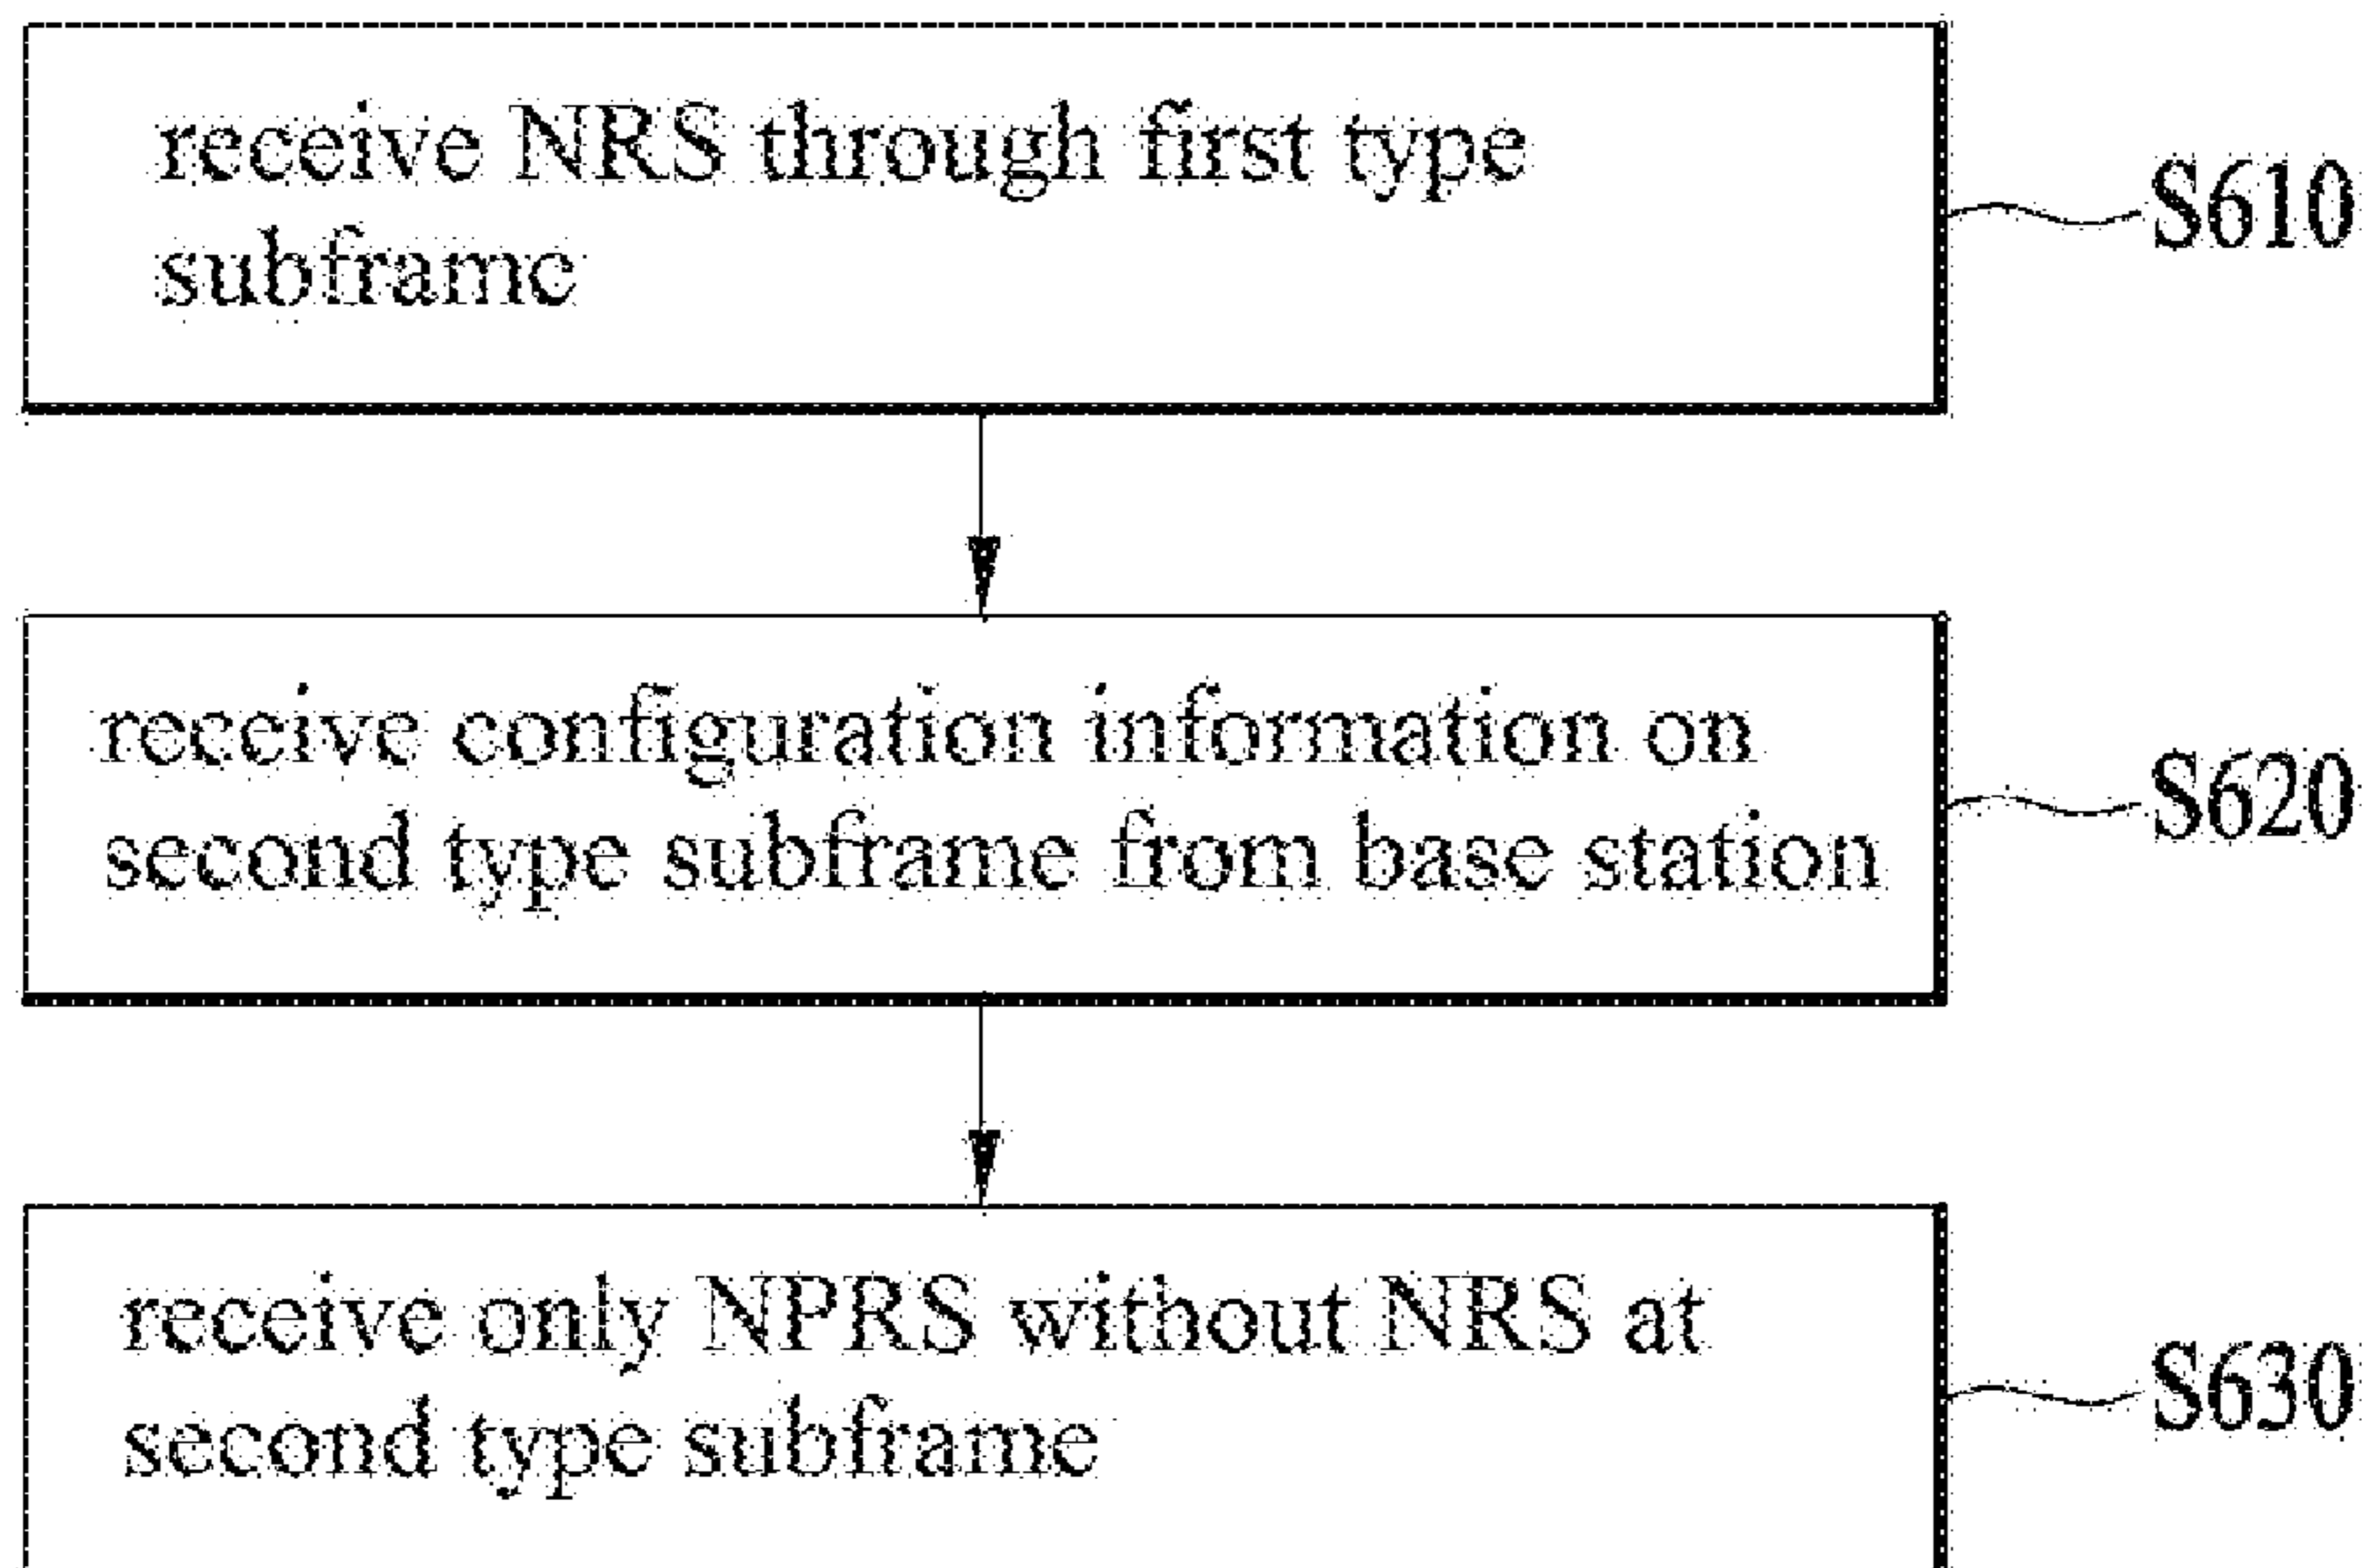 receive NRS through first type
subframe
S610
receive configuration information on
second type subframe from base station
S620
receive only NPRS without NRS at
second type subframe
S630